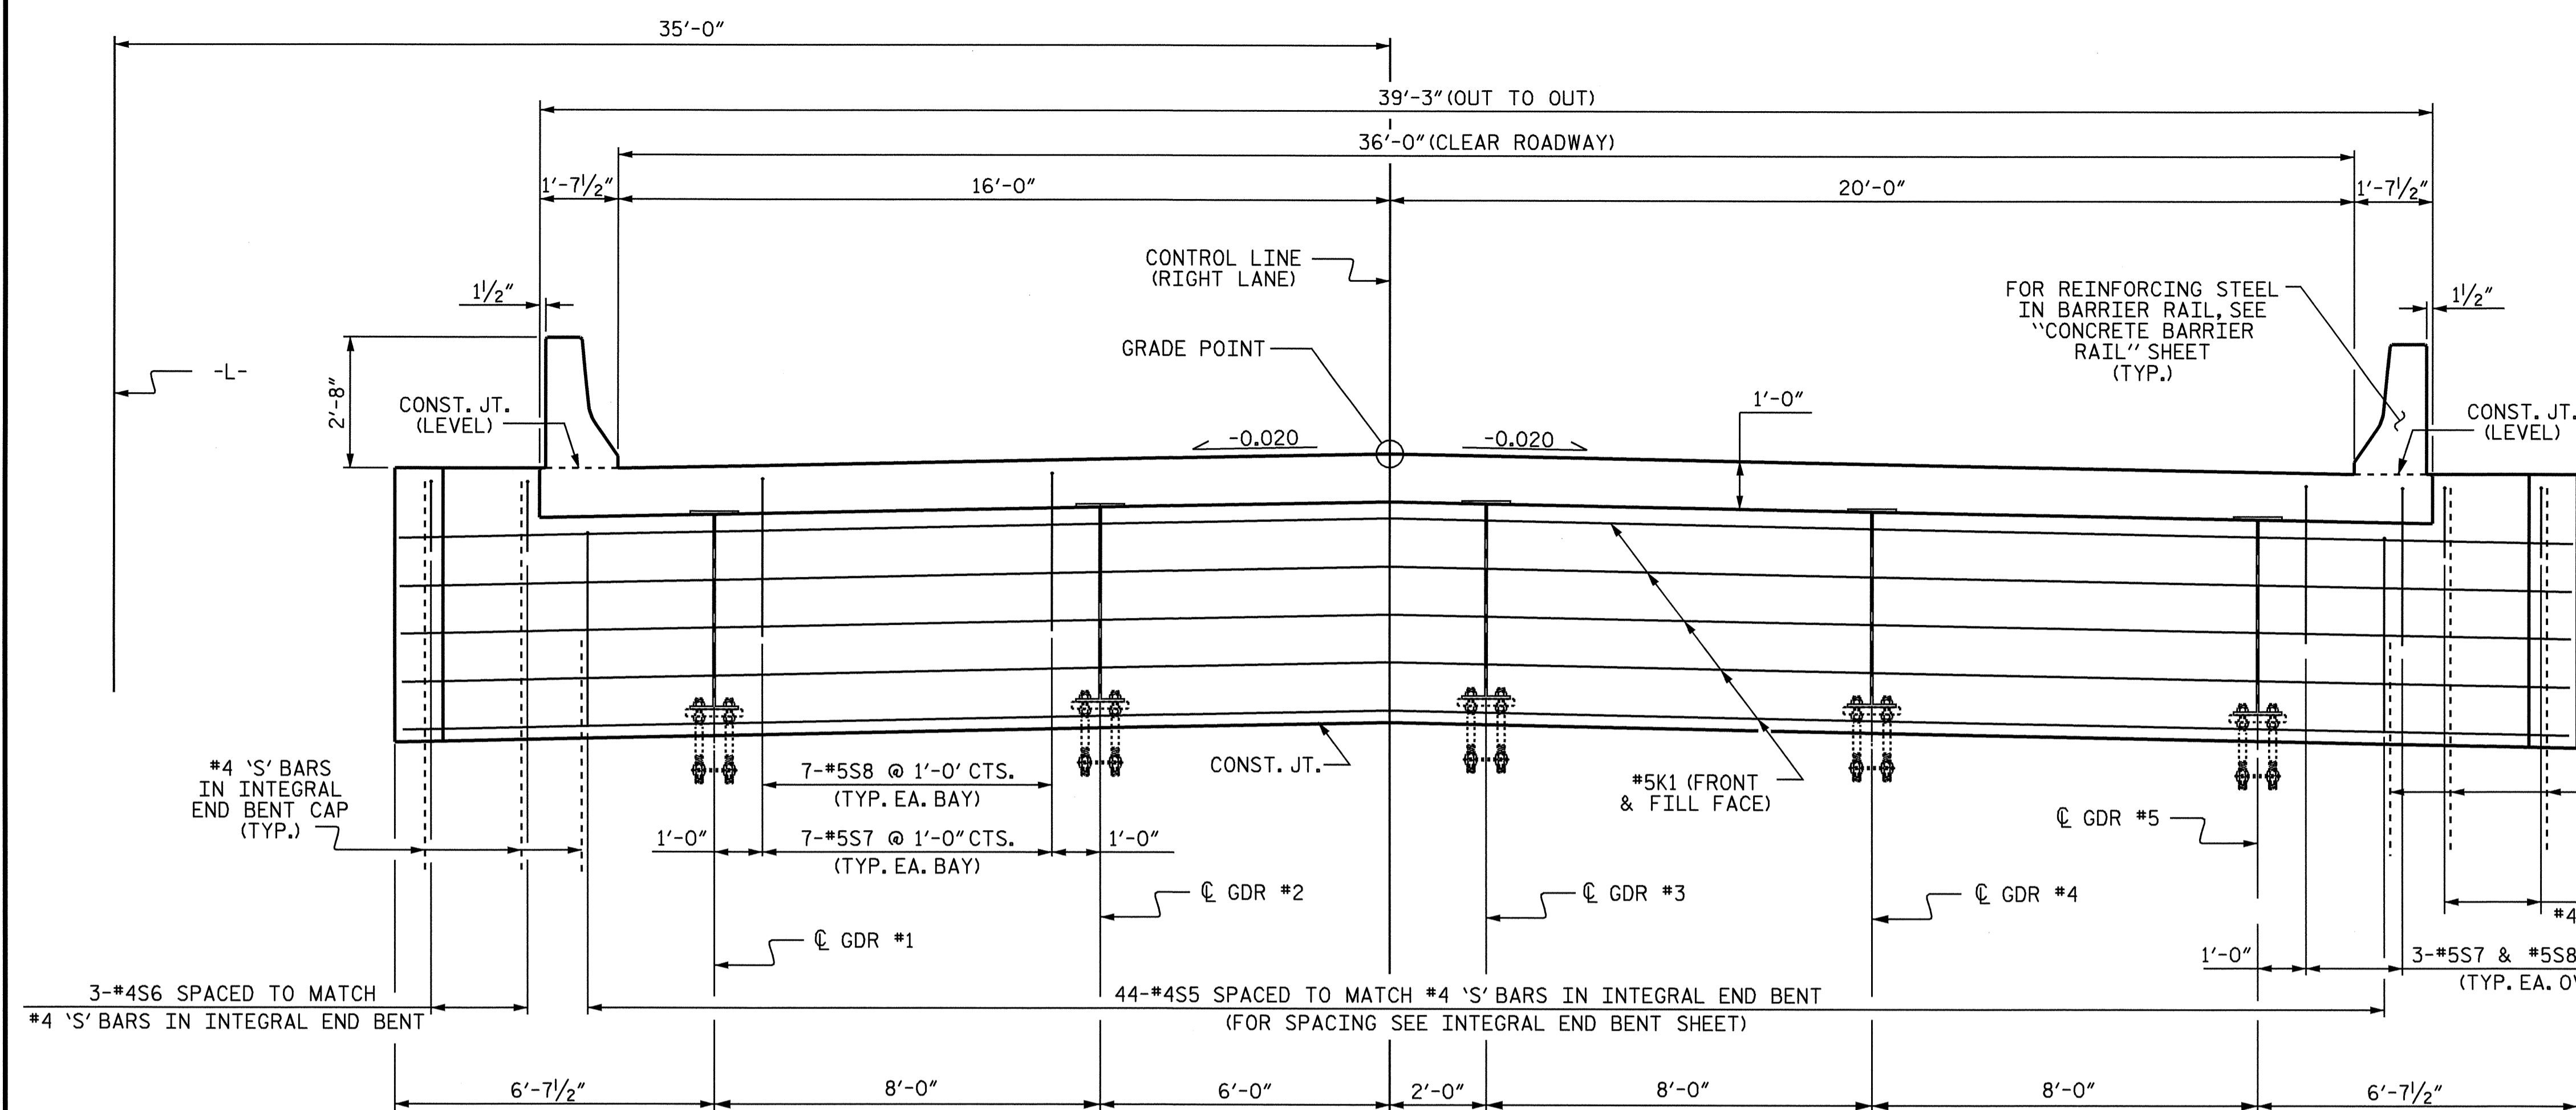 35'-0"
39'-3" (OUT TO OUT)
36'-0" (CLEAR ROADWAY)
1'-7½"
16'-0"
20'-0"
1'-7½"
CONTROL LINE
(RIGHT LANE)
1½"
FOR REINFORCING STEEL
IN BARRIER RAIL, SEE
"CONCRETE BARRIER
RAIL" SHEET
(TYP.)
1½"
GRADE POINT
-L-
2'-8"
CONST. JT.
(LEVEL)
1'-0"
CONST. JT.
(LEVEL)
-0.020
-0.020
#4 'S' BARS
IN INTEGRAL
END BENT CAP
(TYP.)
7-#5S8 @ 1'-0' CTS.
(TYP. EA. BAY)
CONST. JT.
#5K1 (FRONT
& FILL FACE)
1'-0"
7-#5S7 @ 1'-0" CTS.
(TYP. EA. BAY)
1'-0"
℄ GDR #5
℄ GDR #2
℄ GDR #3
℄ GDR #4
℄ GDR #1
#4
1'-0"
3-#5S7 & #5S8
(TYP. EA.
3-#4S6 SPACED TO MATCH
#4 'S' BARS IN INTEGRAL END BENT
44-#4S5 SPACED TO MATCH #4 'S' BARS IN INTEGRAL END BENT
(FOR SPACING SEE INTEGRAL END BENT SHEET)
6'-7½"
8'-0"
6'-0"
2'-0"
8'-0"
8'-0"
6'-7½"